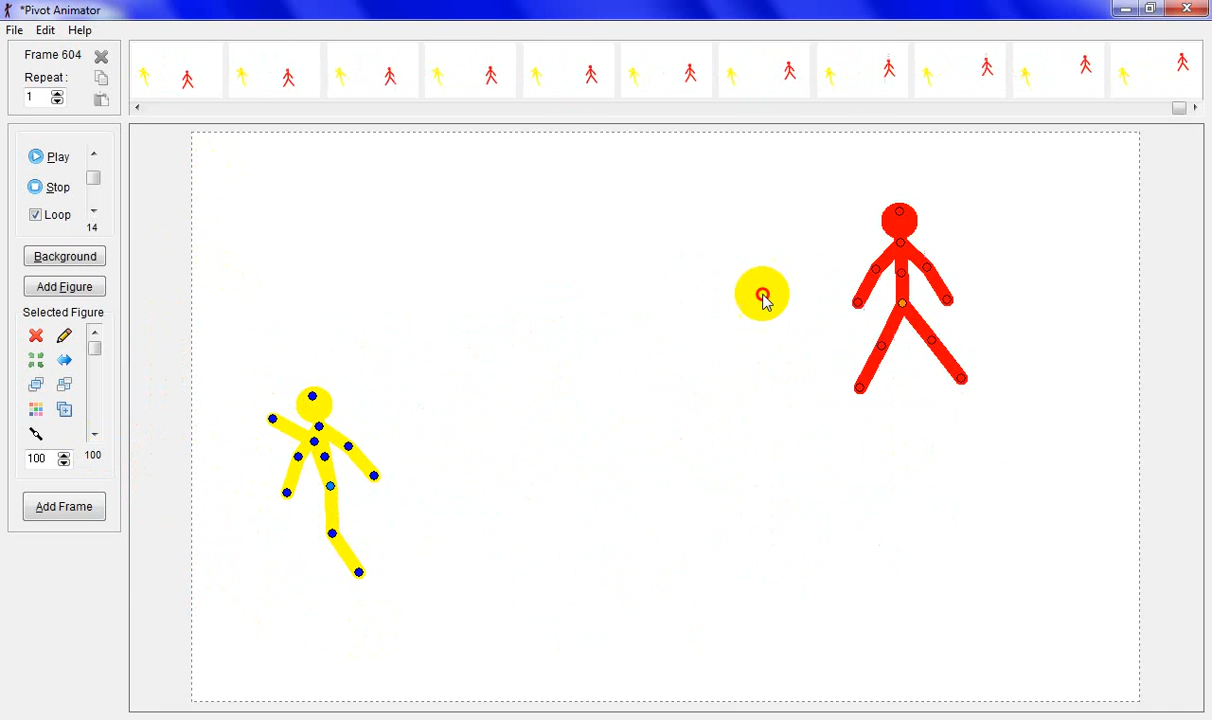 *Pivot Animator
File Edit Help
Frame 604
Repeat:
1
Play
Stop
Loop
14
Background
Add Figure
Selected Figure
100
100
Add Frame